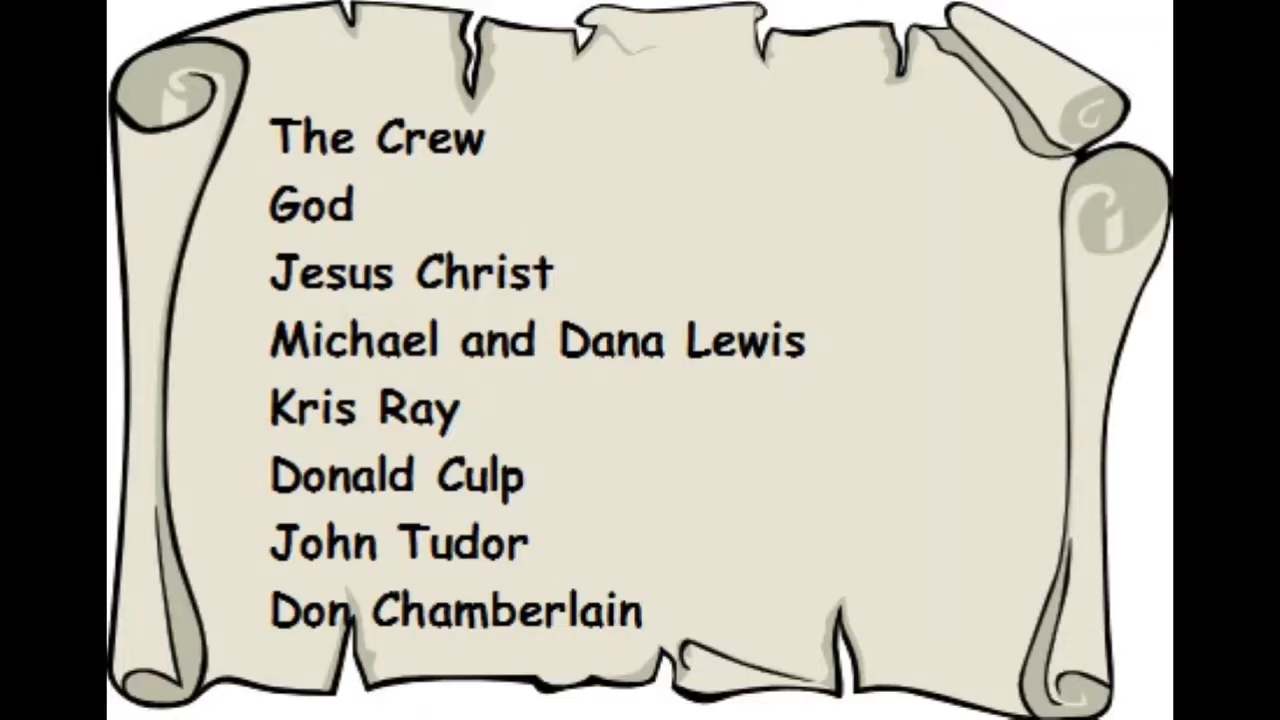 The Crew
God
Jesus Christ
Michael and Dana Lewis
Kris Ray
Donald Culp
John Tudor
Don Chamberlain